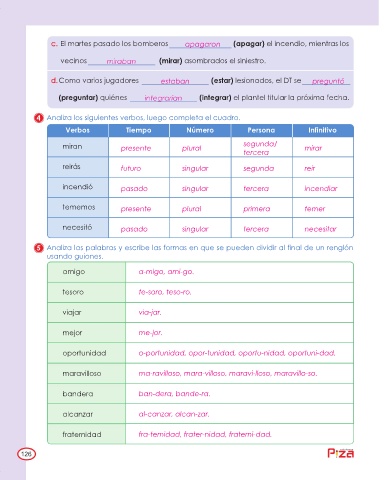 c. El martes pasado los bomberos apagaron (apagar) el incendio, mientras los
vecinos miraban (mirar) asombrados el siniestro.
d. Como varios jugadores estaban (estar) lesionados, el DT se preguntó
(preguntar) quiénes integrarían (integrar) el plantel titular la próxima fecha.
4 Analiza los siguientes verbos, luego completa el cuadro.
Verbos Tiempo Número Persona Infinitivo
miran presente plural segunda/ tercera mirar
reirás futuro singular segunda reir
incendió pasado singular tercera incendiar
tememos presente plural primera temer
necesitó pasado singular tercera necesitar
5 Analiza las palabras y escribe las formas en que se pueden dividir al final de un renglón
usando guiones.
amigo a-migo, ami-go.
tesoro te-soro, teso-ro.
viajar via-jar.
mejor me-jor.
oportunidad o-portunidad, opor-tunidad, oportu-nidad, oportuni-dad.
maravilloso ma-ravilloso, mara-villoso, maravi-lloso, maravillo-so.
bandera ban-dera, bande-ra.
alcanzar al-canzar, alcan-zar.
fraternidad fra-ternidad, frater-nidad, fraterni-dad.
126